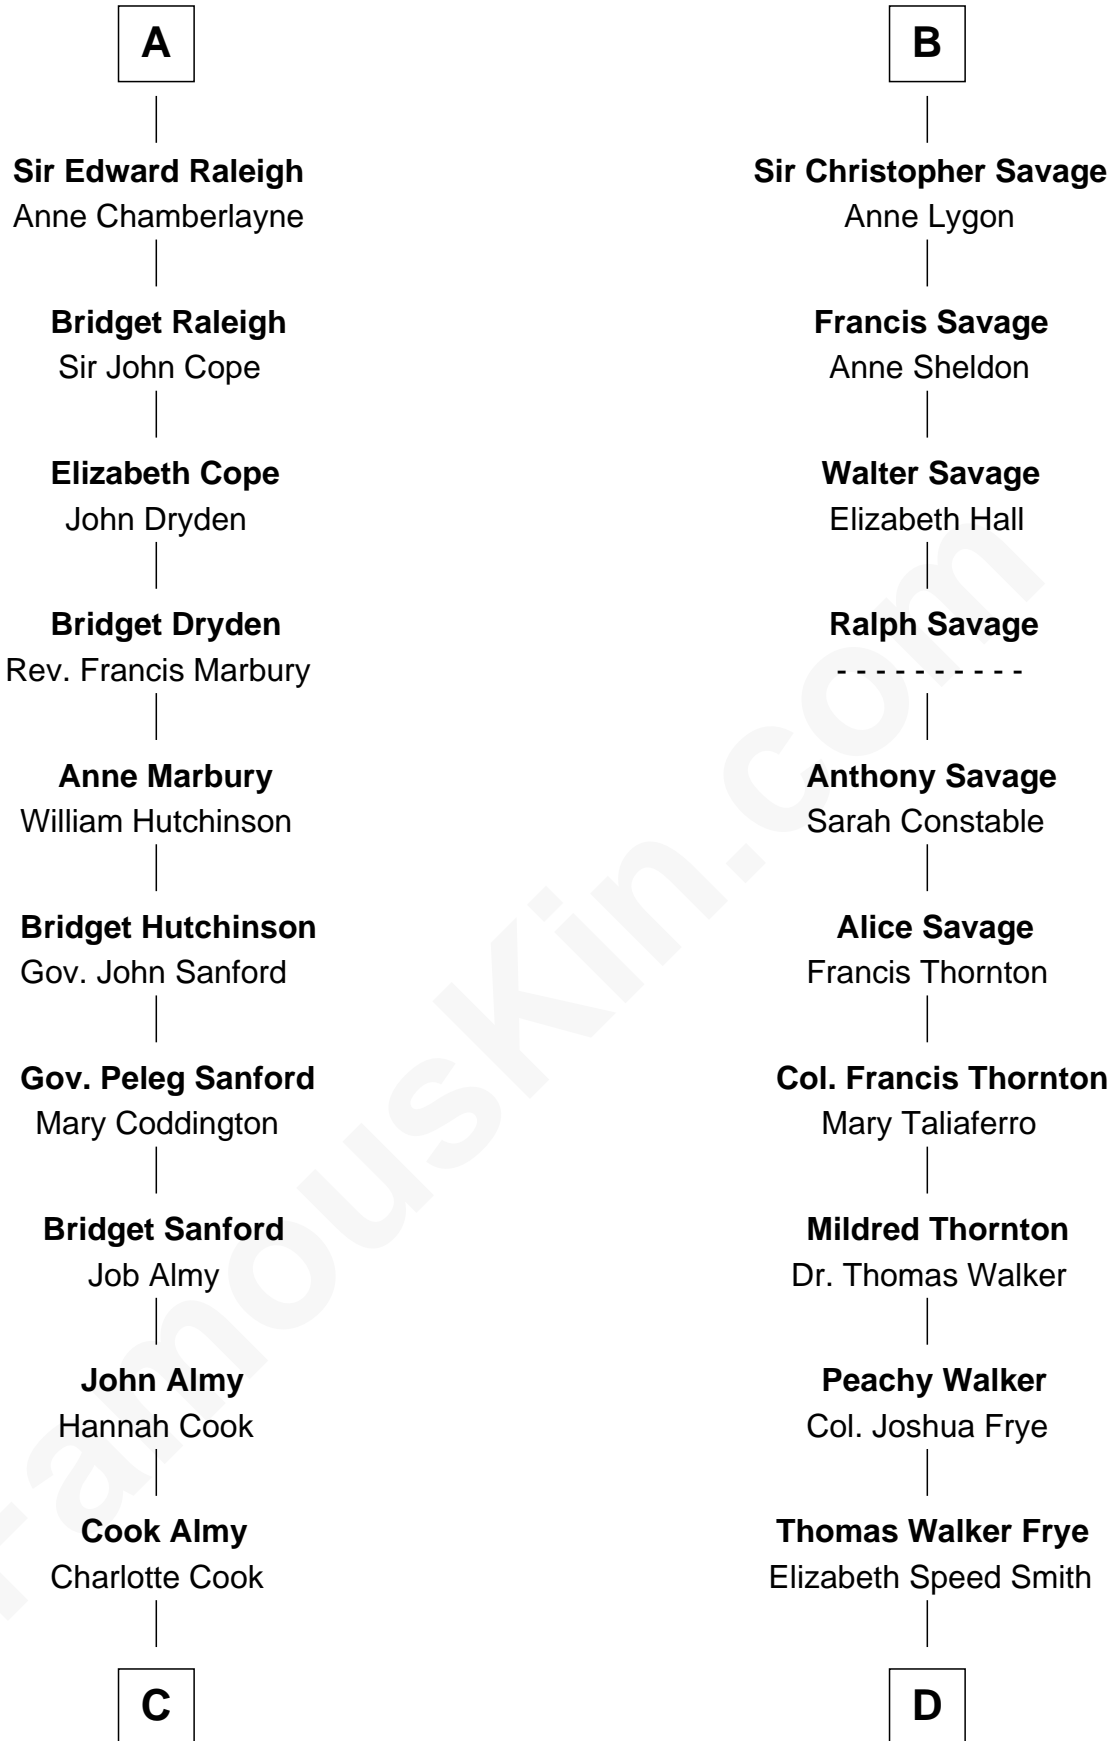 A
Sir Edward Raleigh
Anne Chamberlayne
Bridget Raleigh
Sir John Cope
Elizabeth Cope
John Dryden
Bridget Dryden
Rev. Francis Marbury
Anne Marbury
William Hutchinson
Bridget Hutchinson
Gov. John Sanford
Gov. Peleg Sanford
Mary Coddington
Bridget Sanford
Job Almy
John Almy
Hannah Cook
Cook Almy
Charlotte Cook
C
B
Sir Christopher Savage
Anne Lygon
Francis Savage
Anne Sheldon
Walter Savage
Elizabeth Hall
Ralph Savage
- - - - - - - - - -
Anthony Savage
Sarah Constable
Alice Savage
Francis Thornton
Col. Francis Thornton
Mary Taliaferro
Mildred Thornton
Dr. Thomas Walker
Peachy Walker
Col. Joshua Frye
Thomas Walker Frye
Elizabeth Speed Smith
D
FamousKin.com